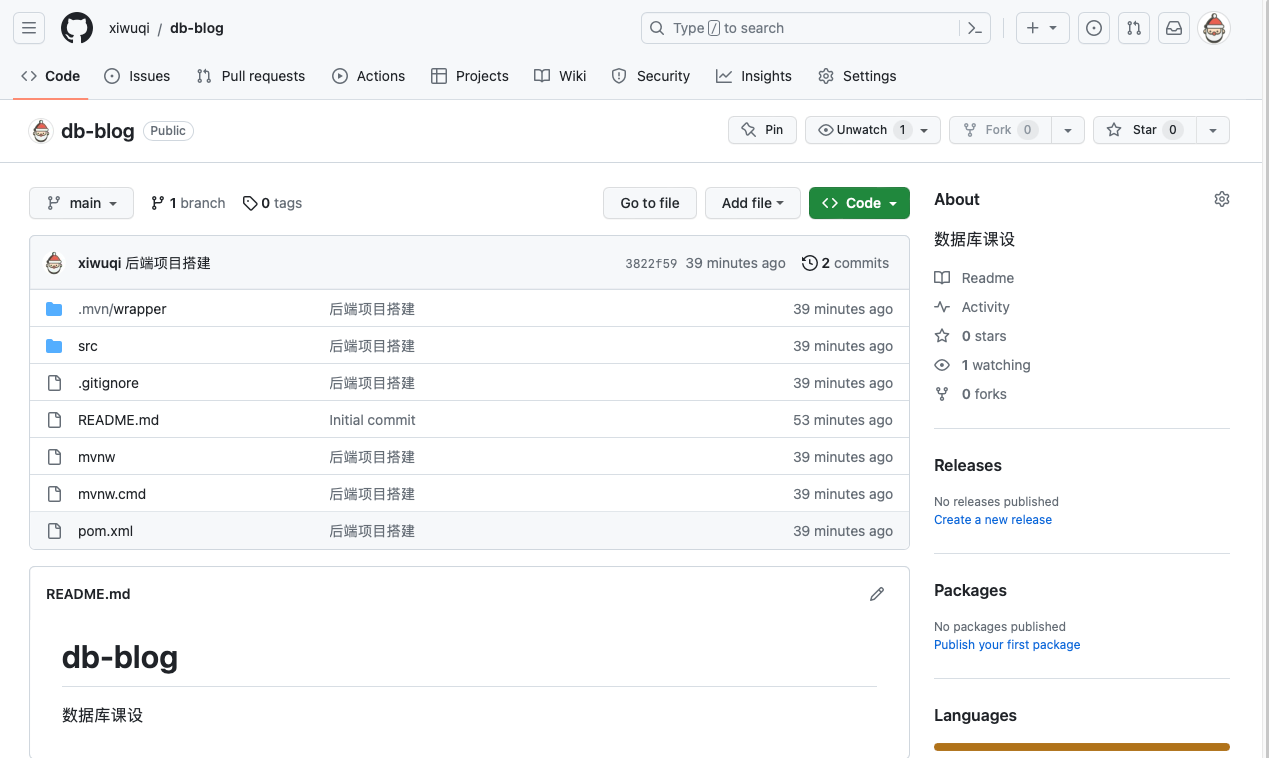 xiwuqi / db-blog
Type / to search
Code Issues Pull requests Actions Projects Wiki Security Insights Settings
db-blog Public
Pin Unwatch 1 Fork 0 Star 0
main 1 branch 0 tags Go to file Add file Code
xiwuqi 后端项目搭建 3822f59 39 minutes ago 2 commits
.mvn/wrapper 后端项目搭建 39 minutes ago
src 后端项目搭建 39 minutes ago
.gitignore 后端项目搭建 39 minutes ago
README.md Initial commit 53 minutes ago
mvnw 后端项目搭建 39 minutes ago
mvnw.cmd 后端项目搭建 39 minutes ago
pom.xml 后端项目搭建 39 minutes ago
README.md
db-blog
数据库课设
About
数据库课设
Readme
Activity
0 stars
1 watching
0 forks
Releases
No releases published
Create a new release
Packages
No packages published
Publish your first package
Languages